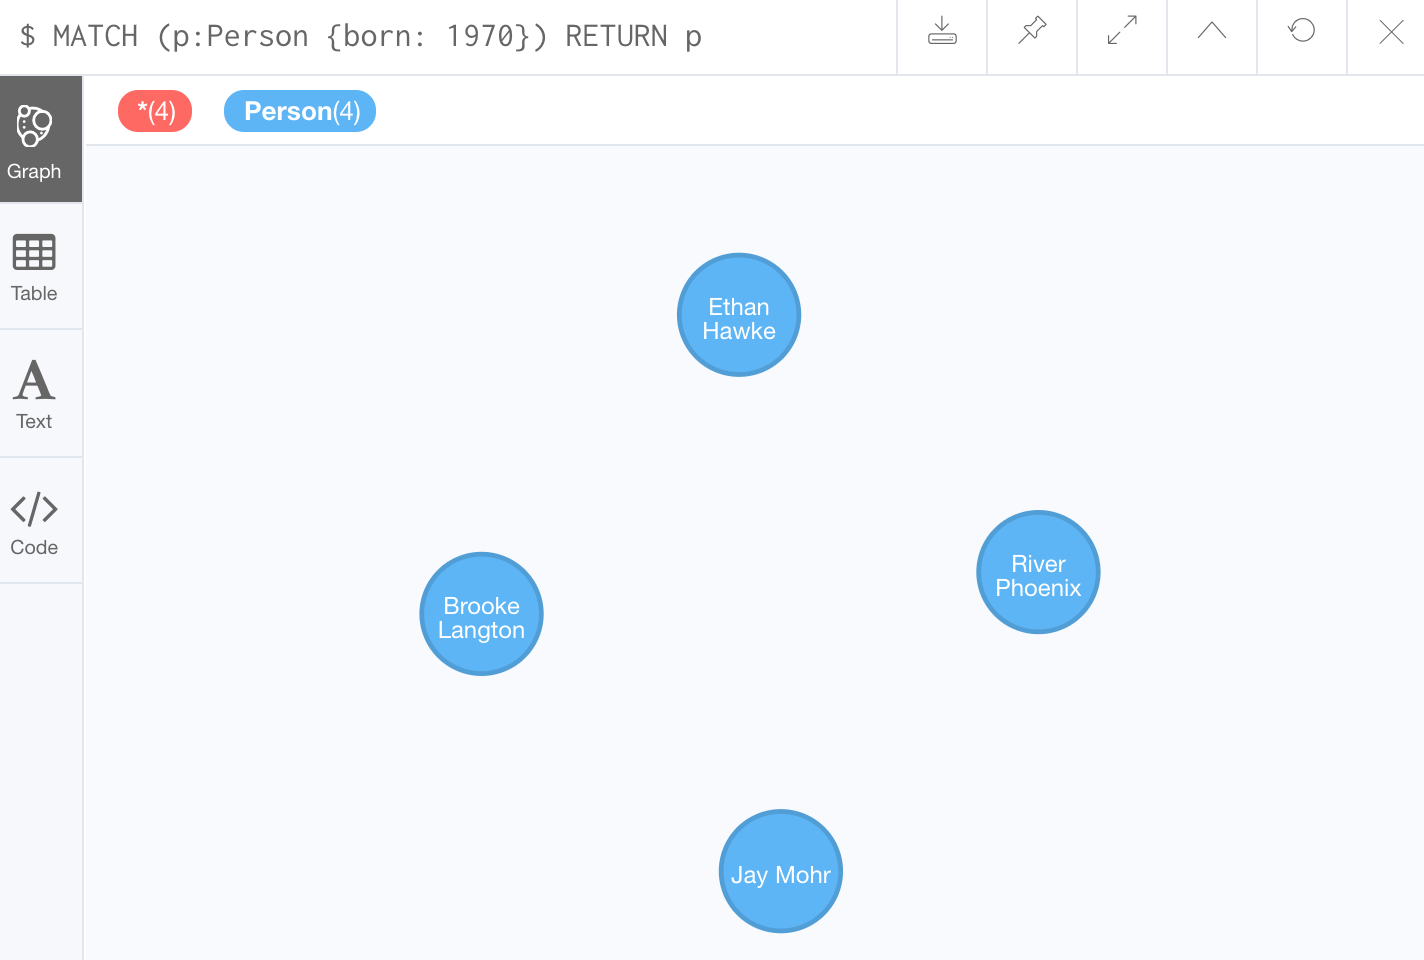 $ MATCH (p:Person {born: 1970}) RETURN p
*(4) Person(4)
Graph
Table
Text
Code
Ethan
Hawke
River
Phoenix
Brooke
Langton
Jay Mohr